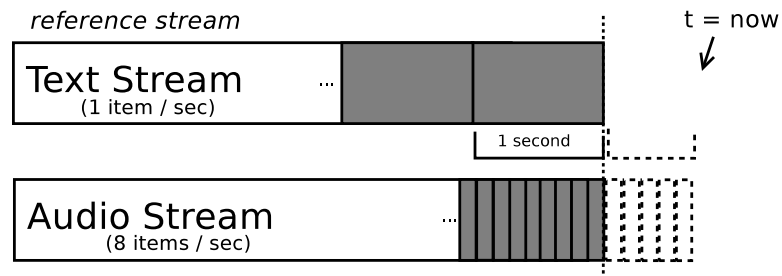 reference stream
t = now
Text Stream
(1 item / sec)
...
1 second
Audio Stream
(8 items / sec)
...